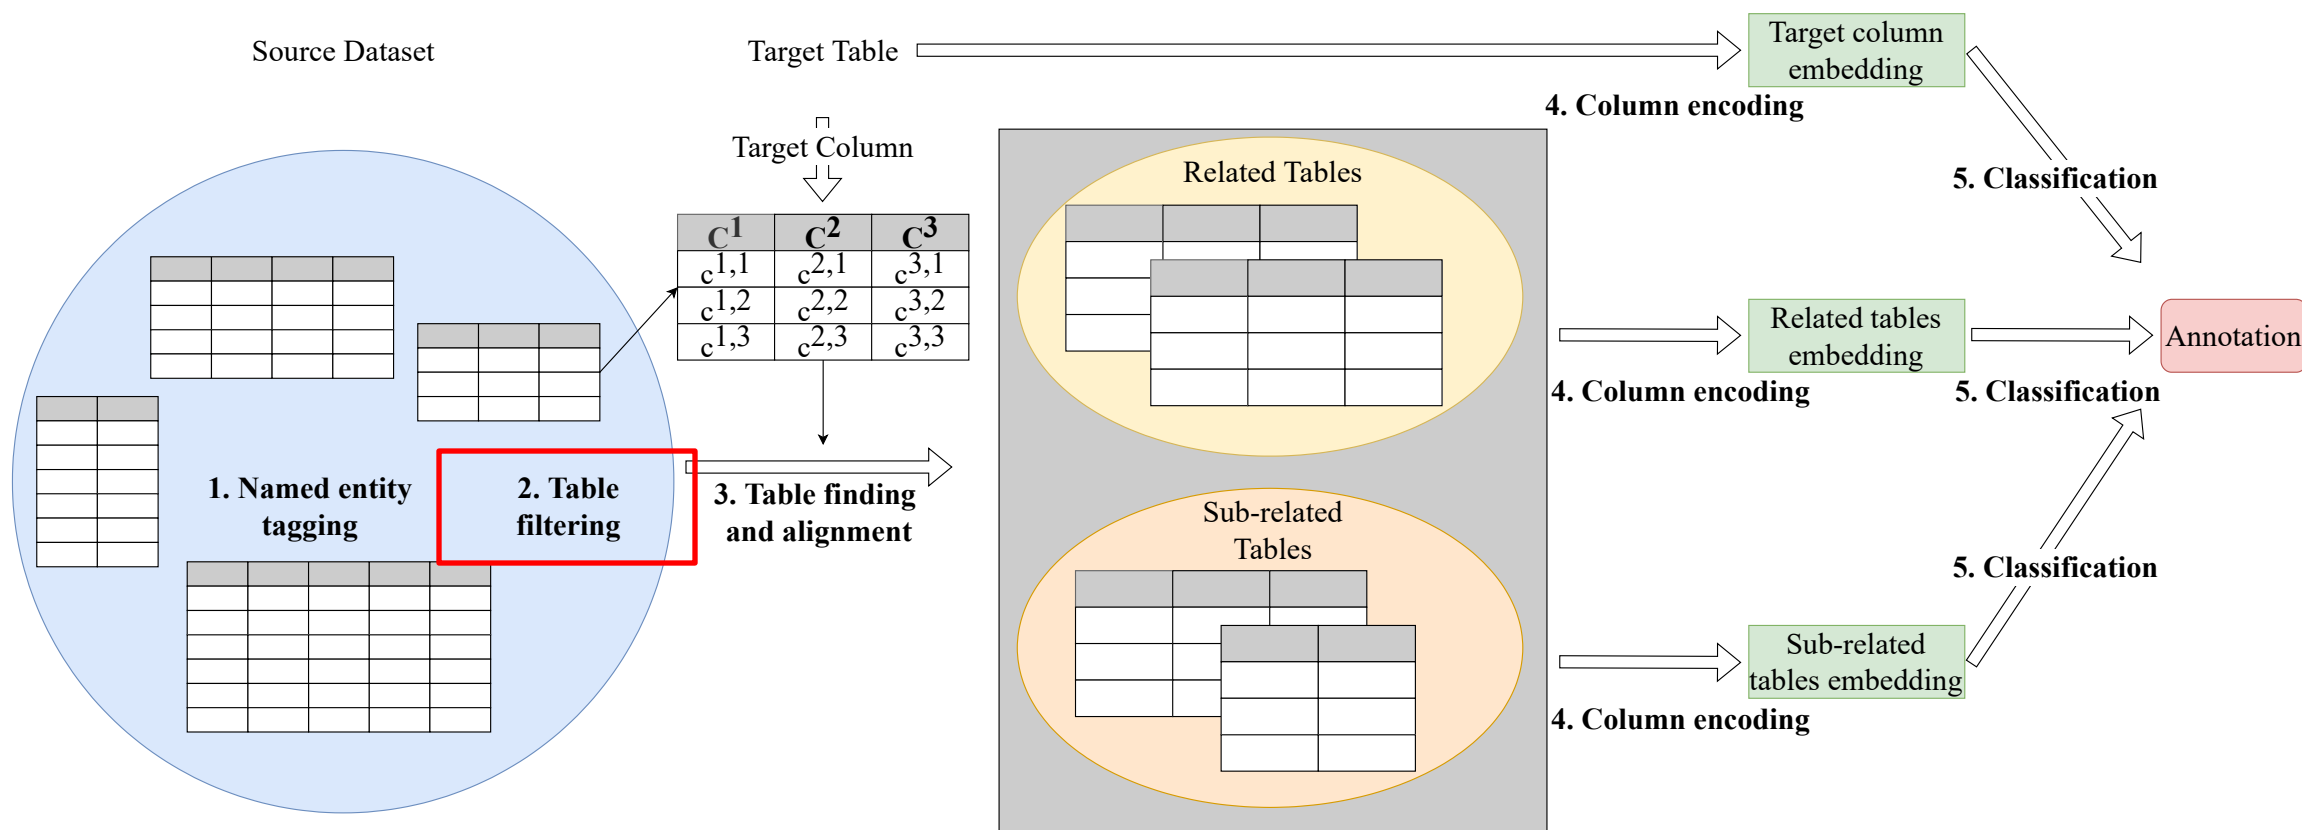 Source Dataset
Target Table
Target column
embedding
4. Column encoding
Target Column
Related Tables
5. Classification
C1 C2 C3
c1,1 c2,1 c3,1
c1,2 c2,2 c3,2
c1,3 c2,3 c3,3
Related tables
embedding
Annotation
4. Column encoding
5. Classification
1. Named entity
tagging
2. Table
filtering
3. Table finding
and alignment
Sub-related
Tables
5. Classification
Sub-related
tables embedding
4. Column encoding